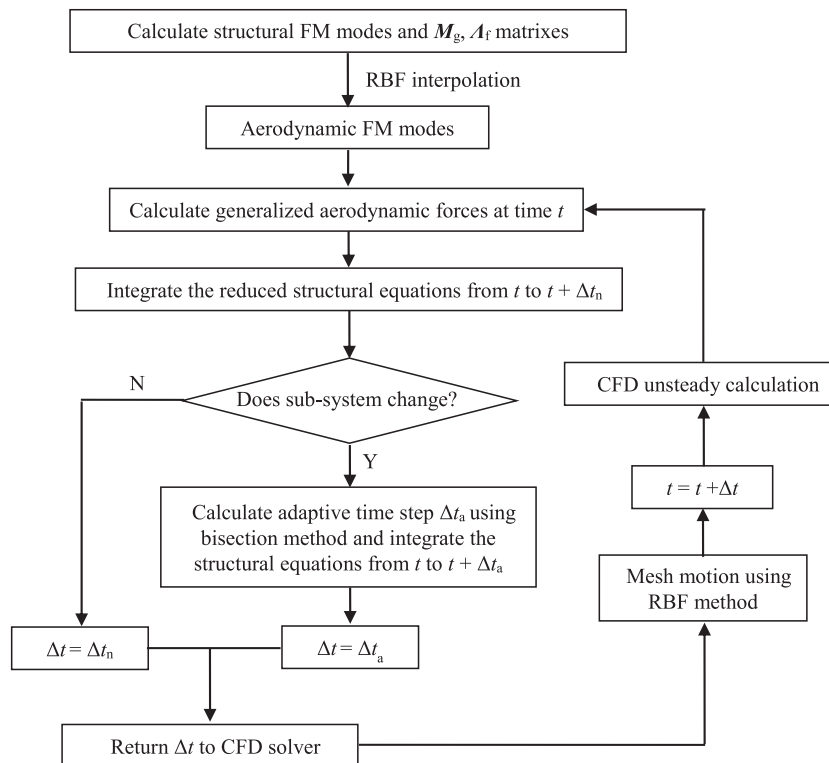 Calculate structural FM modes and Mg, Λf matrixes
RBF interpolation
Aerodynamic FM modes
Calculate generalized aerodynamic forces at time t
Integrate the reduced structural equations from t to t + Δtn
N
Does sub-system change?
Y
Calculate adaptive time step Δta using
bisection method and integrate the
structural equations from t to t + Δta
Δt = Δtn
Δt = Δta
Return Δt to CFD solver
Mesh motion using
RBF method
t = t +Δt
CFD unsteady calculation